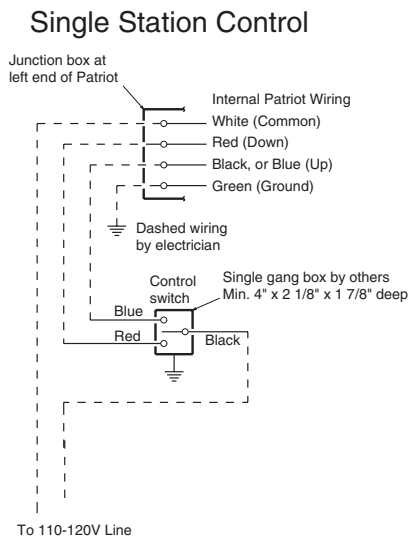 Single Station Control
Junction box at
left end of Patriot
Internal Patriot Wiring
White (Common)
Red (Down)
Black, or Blue (Up)
Green (Ground)
Dashed wiring
by electrician
Control
switch
Single gang box by others
Min. 4" x 2 1/8" x 1 7/8" deep
Blue
Red
Black
To 110-120V Line